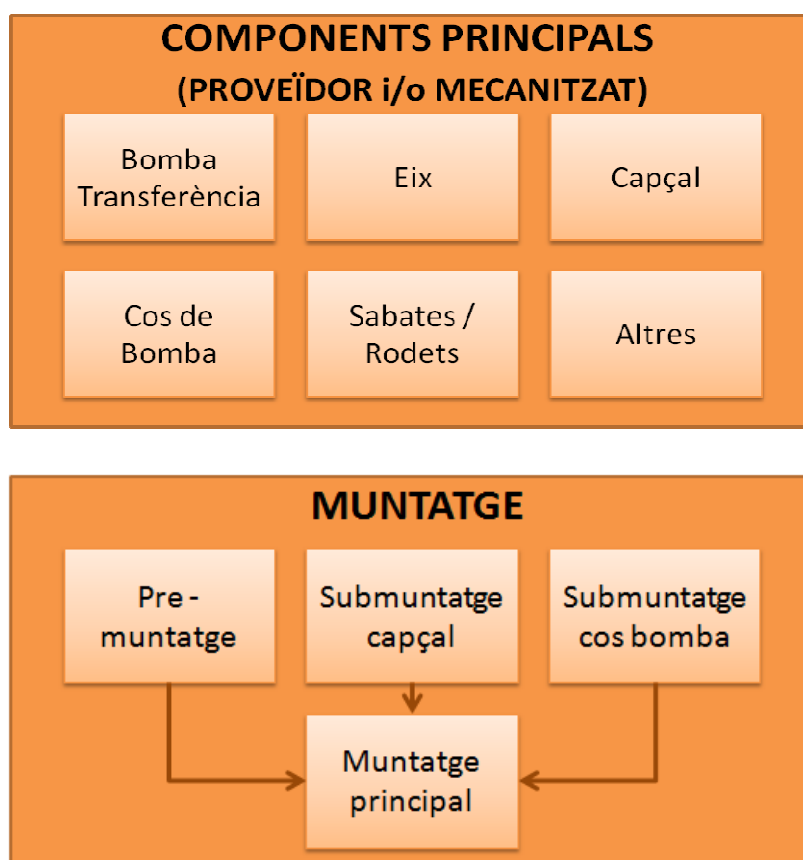 COMPONENTS PRINCIPALS
(PROVEÏDOR i/o MECANITZAT)
Bomba
Transferència
Eix
Capçal
Cos de
Bomba
Sabates /
Rodets
Altres
MUNTATGE
Pre -
muntatge
Submuntatge
capçal
Submuntatge
cos bomba
Muntatge
principal